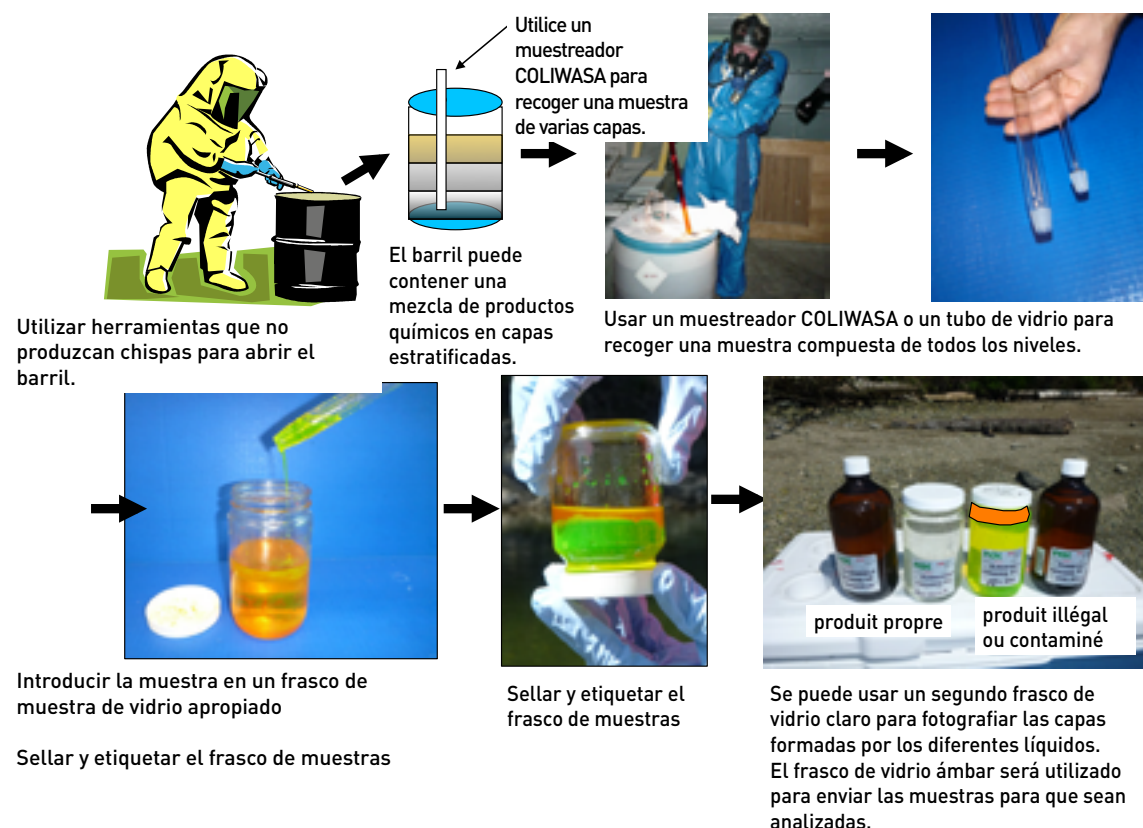 Utilice un
muestreador
COLIWASA para
recoger una muestra
de varias capas.
El barril puede
contener una
mezcla de productos
químicos en capas
estratificadas.
Utilizar herramientas que no
produzcan chispas para abrir el
barril.
Usar un muestreador COLIWASA o un tubo de vidrio para
recoger una muestra compuesta de todos los niveles.
Introducir la muestra en un frasco de
muestra de vidrio apropiado
Sellar y etiquetar el frasco de muestras
Sellar y etiquetar el
frasco de muestras
produit propre
produit illégal
ou contaminé
Se puede usar un segundo frasco de
vidrio claro para fotografiar las capas
formadas por los diferentes líquidos.
El frasco de vidrio ámbar será utilizado
para enviar las muestras para que sean
analizadas.